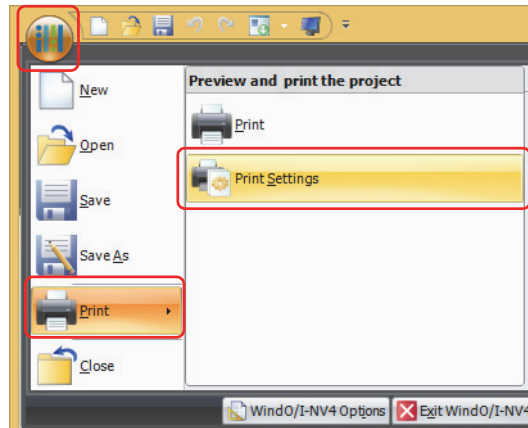 New
Open
Save
Save As
Print
Close
Preview and print the project
Print
Print Settings
WindO/I-NV4 Options
Exit WindO/I-NV4